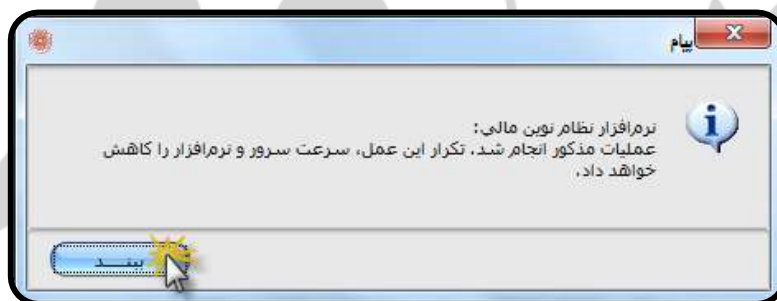 پیام
نرم‌افزار نظام نوین مالی:
عملیات مذکور انجام شد. تکرار این عمل، سرعت سرور و نرم‌افزار را کاهش
خواهد داد.
ببنـــد